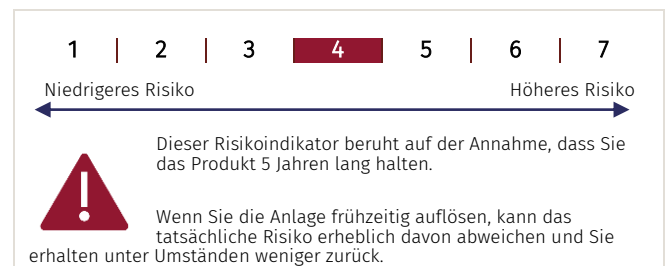 1 | 2 | 3 | 4 | 5 | 6 | 7
Niedrigeres Risiko Höheres Risiko
Dieser Risikoindikator beruht auf der Annahme, dass Sie
das Produkt 5 Jahren lang halten.
Wenn Sie die Anlage frühzeitig auflösen, kann das
tatsächliche Risiko erheblich davon abweichen und Sie
erhalten unter Umständen weniger zurück.